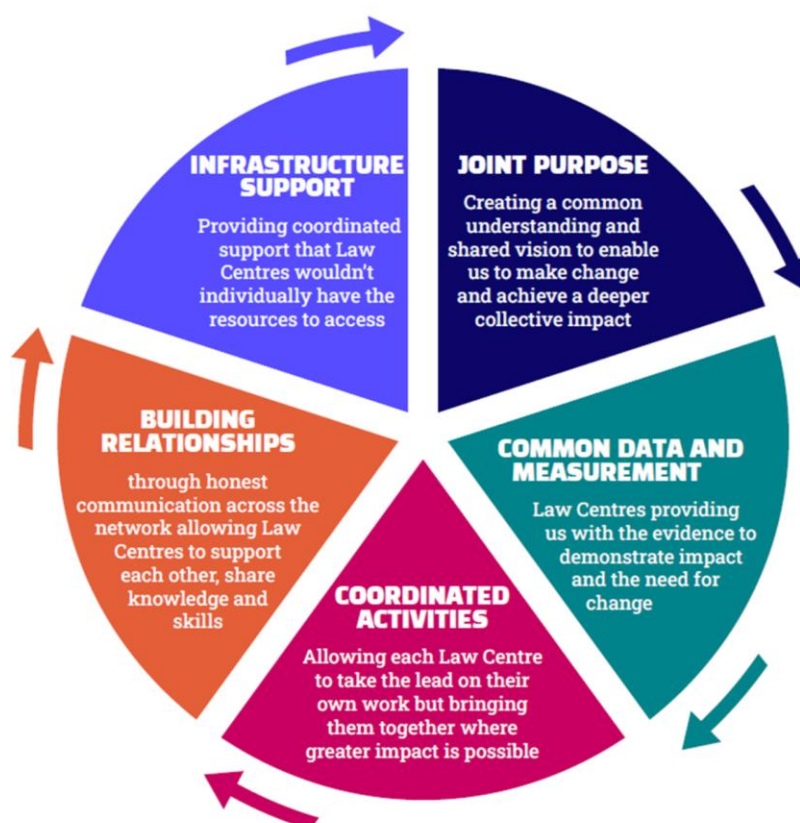 INFRASTRUCTURE
SUPPORT
Providing coordinated
support that Law
Centres wouldn't
individually have the
resources to access
JOINT PURPOSE
Creating a common
understanding and
shared vision to enable
us to make change
and achieve a deeper
collective impact
COMMON DATA AND
MEASUREMENT
Law Centres providing
us with the evidence to
demonstrate impact
and the need for
change
COORDINATED
ACTIVITIES
Allowing each Law Centre
to take the lead on their
own work but bringing
them together where
greater impact is possible
BUILDING
RELATIONSHIPS
through honest
communication across the
network allowing Law
Centres to support
each other, share
knowledge and
skills